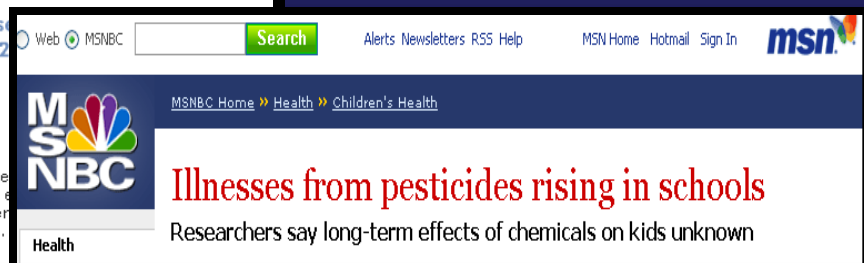 Web MSNBC Search Alerts Newsletters RSS Help MSN Home Hotmail Sign In msn
MSNBC
MSNBC Home » Health » Children's Health
Illnesses from pesticides rising in schools
Researchers say long-term effects of chemicals on kids unknown
Health